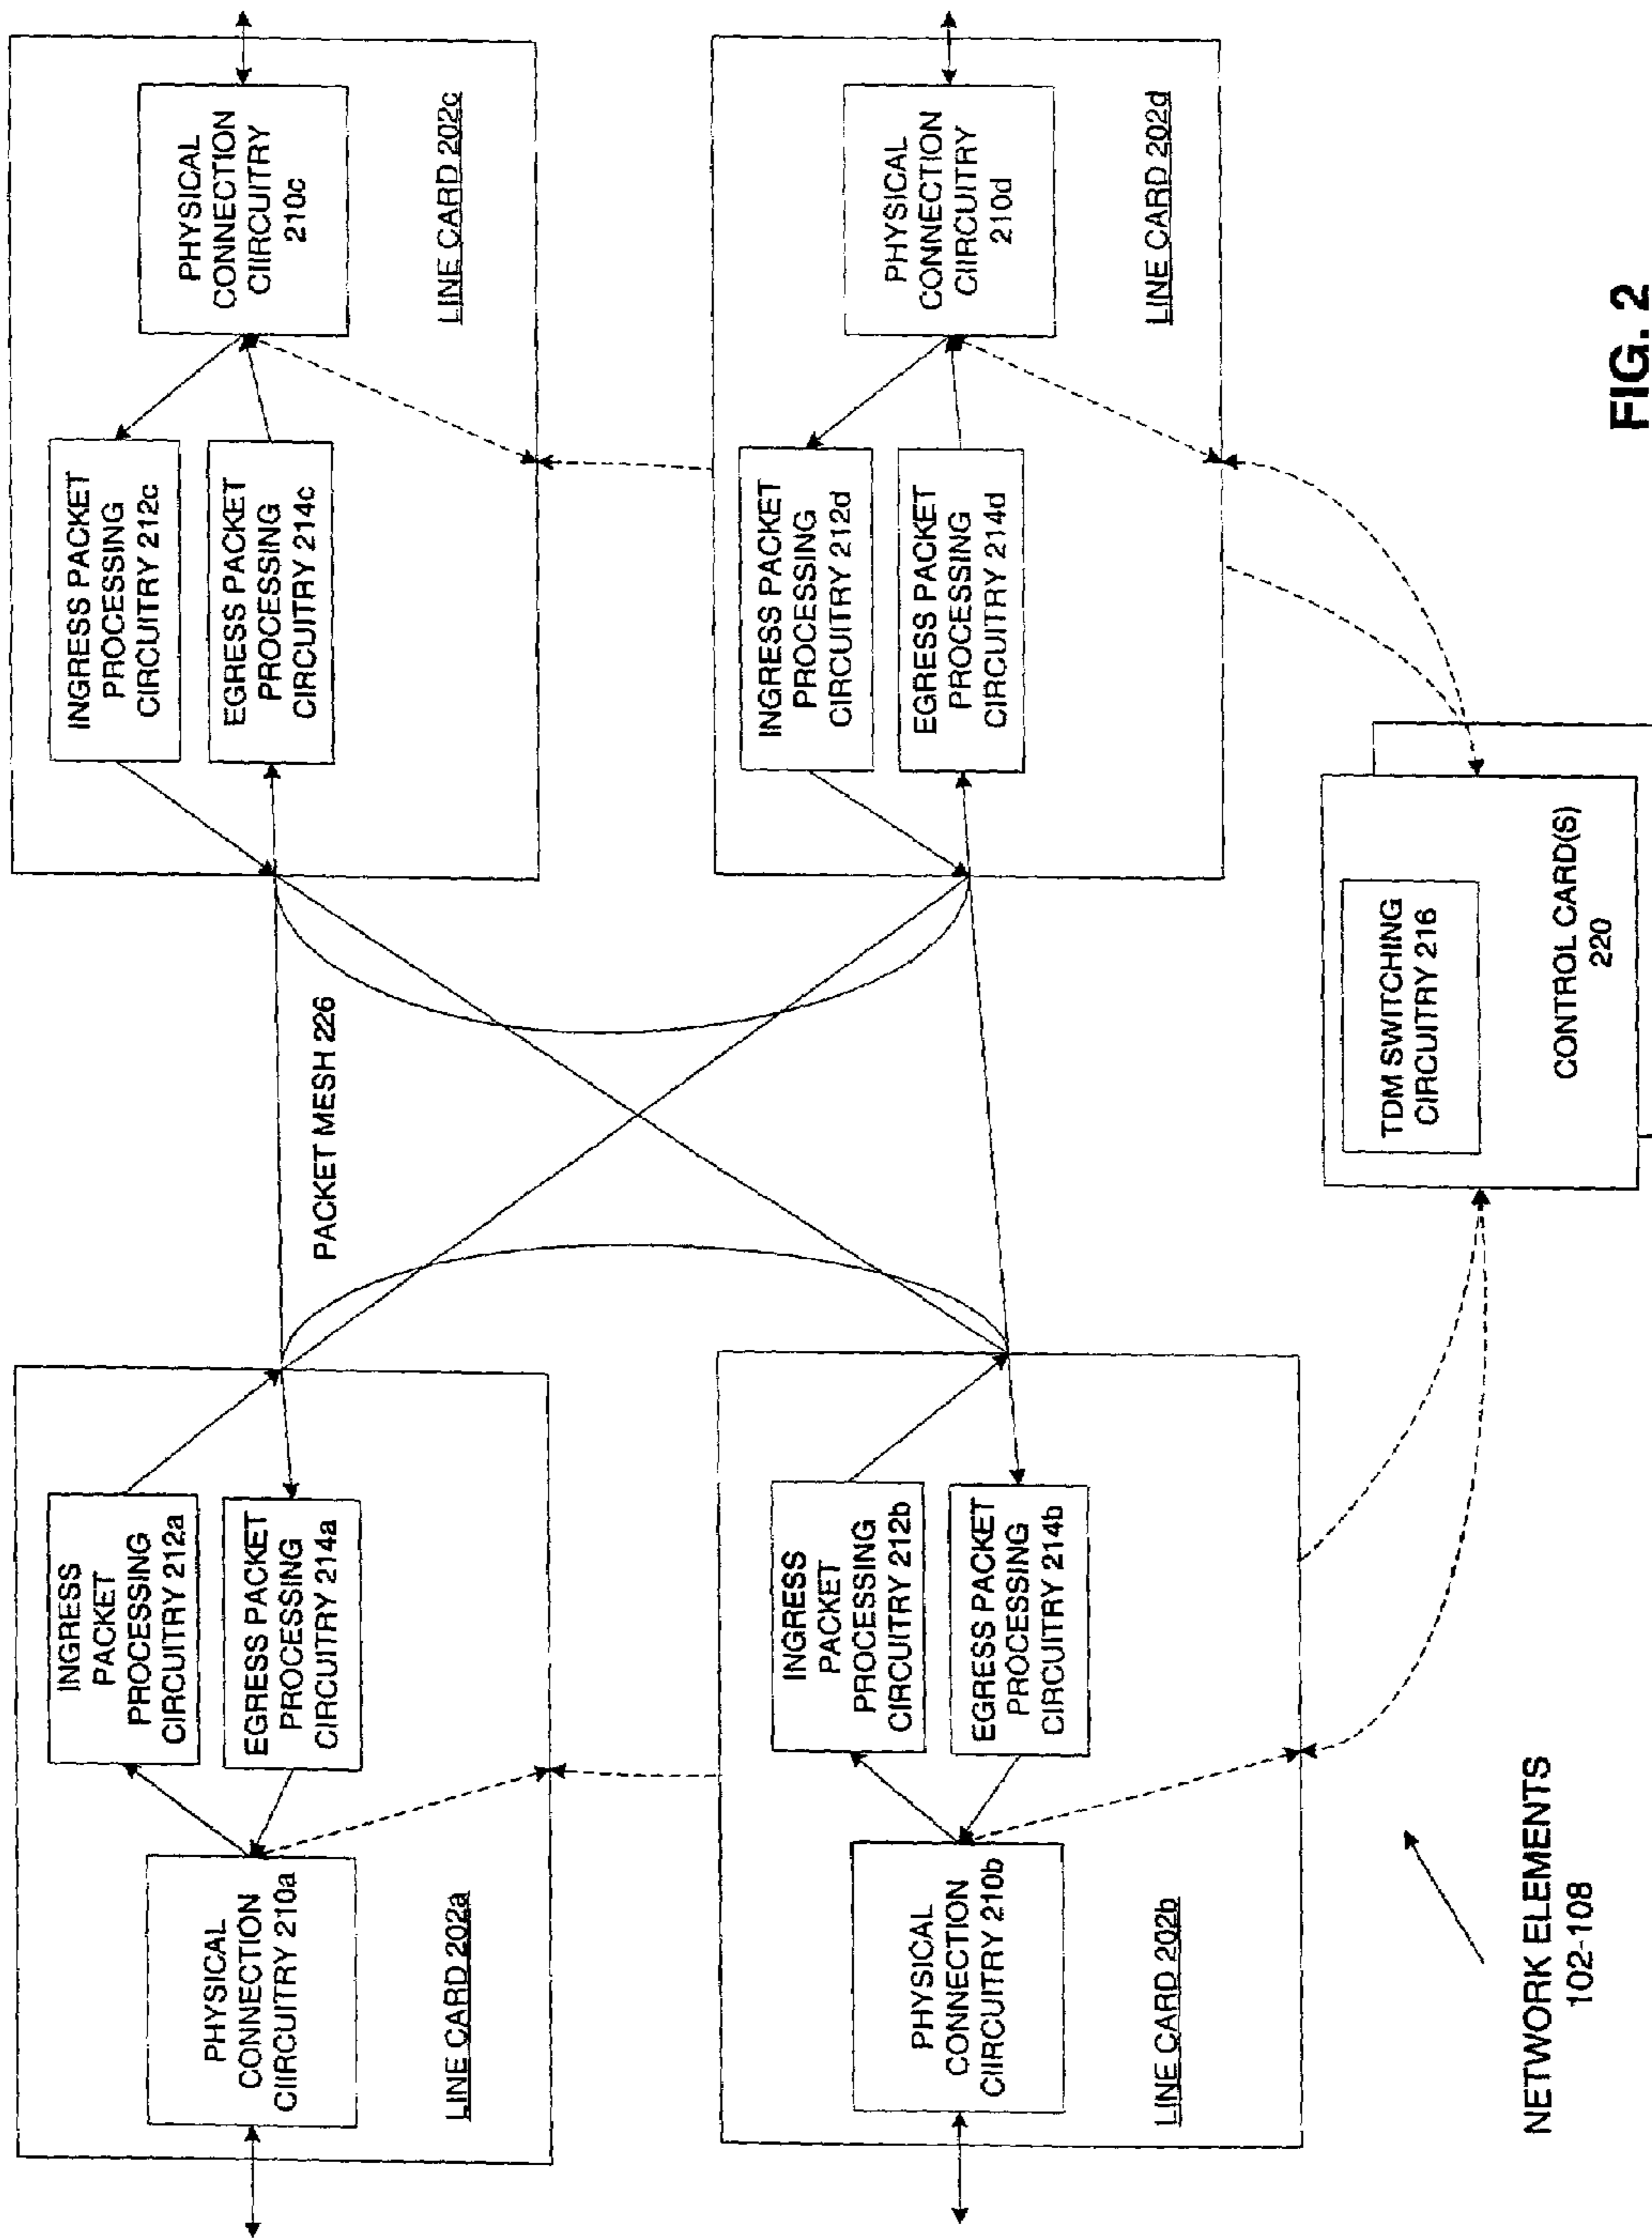 INGRESS
PACKET
PROCESSING
CIRCUITRY 212a
EGRESS PACKET
PROCESSING
CIRCUITRY 214a
PHYSICAL
CONNECTION
CIIRCUITRY 210a
LINE CARD 202a
PACKET MESH 226
INGRESS PACKET
PROCESSING
CIRCUITRY 212c
EGRESS PACKET
PROCESSING
CIRCUITRY 214c
PHYSICAL
CONNECTION
CIIRCUITRY
210c
LINE CARD 202c
INGRESS
PACKET
PROCESSING
CIRCUITRY 212b
EGRESS PACKET
PROCESSING
CIRCUITRY 214b
PHYSICAL
CONNECTION
CIIRCUITRY 210b
LINE CARD 202b
INGRESS PACKET
PROCESSING
CIRCUITRY 212d
EGRESS PACKET
PROCESSING
CIRCUITRY 214d
PHYSICAL
CONNECTION
CIIRCUITRY
210d
LINE CARD 202d
TDM SWITCHING
CIRCUITRY 216
CONTROL CARD(S)
220
NETWORK ELEMENTS
102-108
FIG. 2